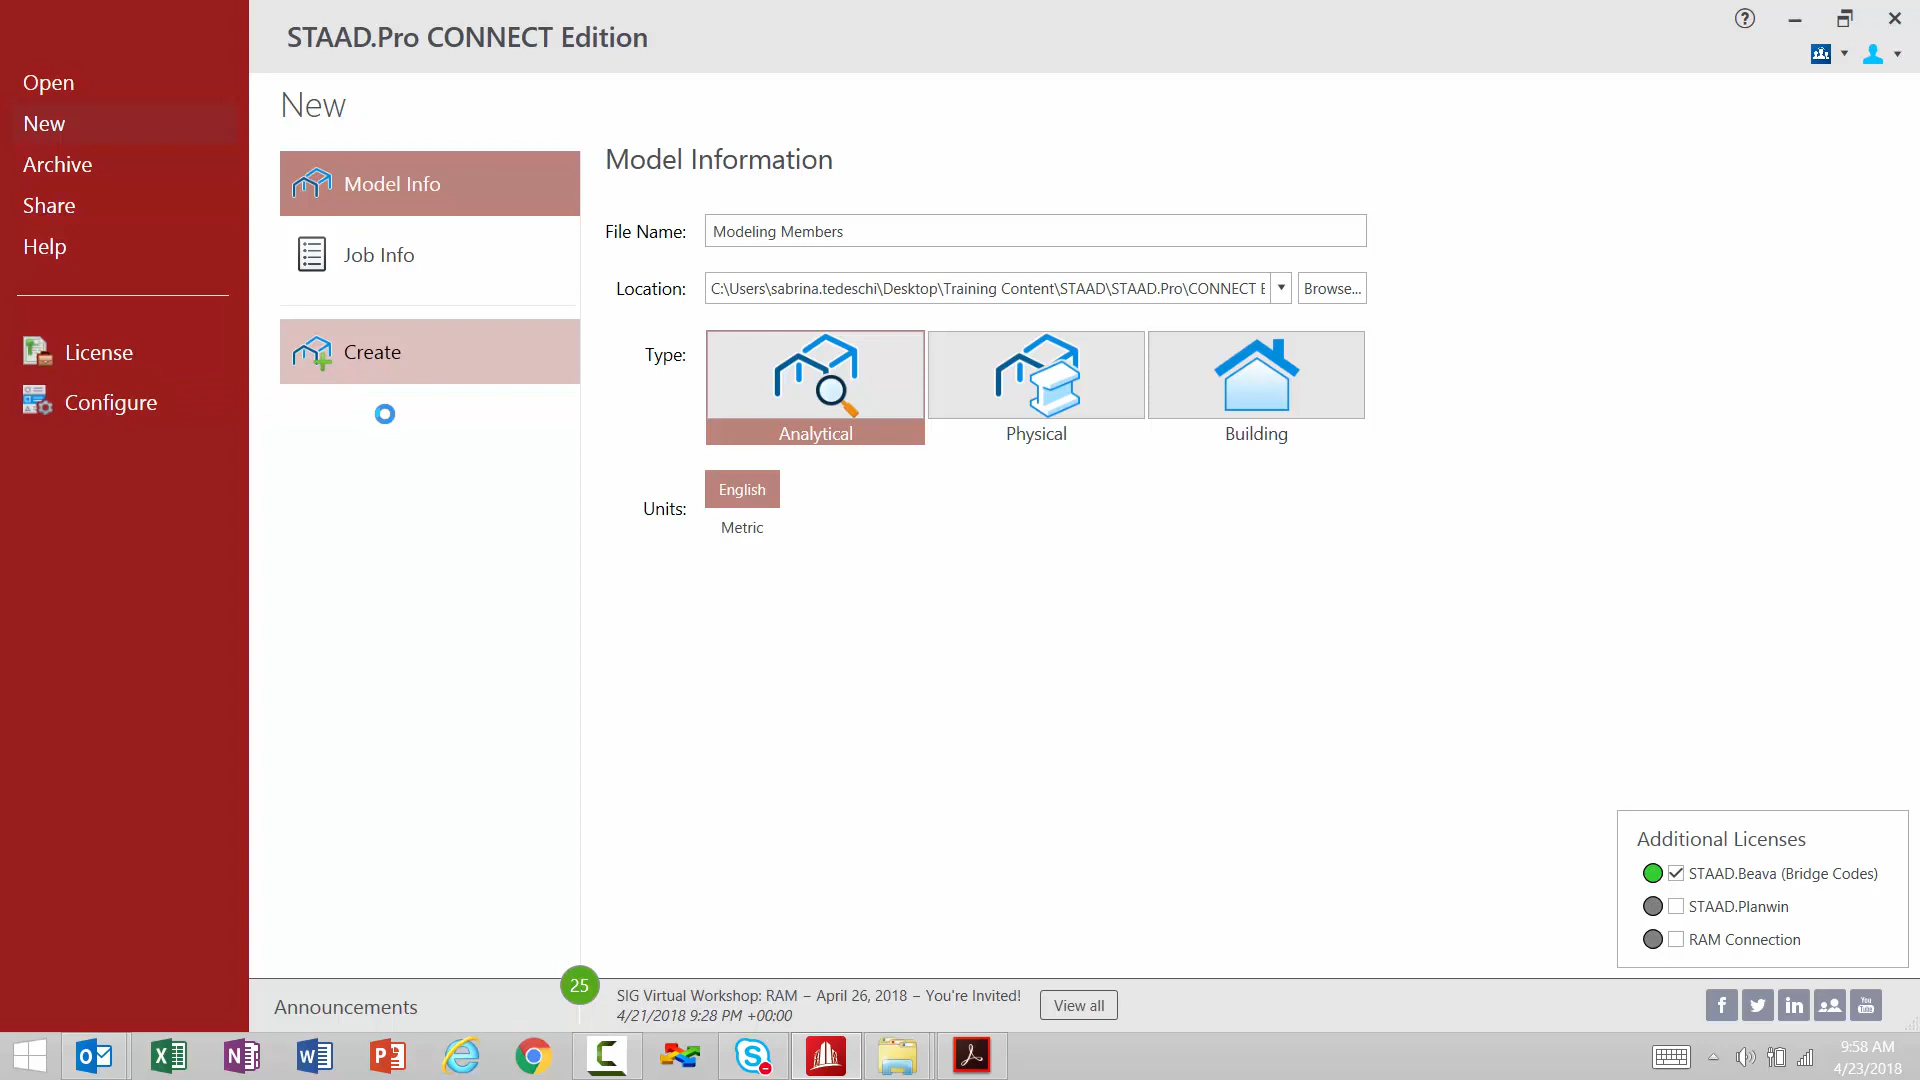 STAAD.Pro CONNECT Edition
Open
New
Archive
Share
Help
License
Configure
New
Model Info
Job Info
Create
Model Information
File Name: Modeling Members
Location: C:\Users\sabrina.tedeschi\Desktop\Training Content\STAAD\STAAD.Pro\CONNECT E Browse...
Type:
Analytical Physical Building
Units:
English
Metric
Additional Licenses
STAAD.Beava (Bridge Codes)
STAAD.Planwin
RAM Connection
Announcements
25
SIG Virtual Workshop: RAM – April 26, 2018 – You're Invited!
4/21/2018 9:28 PM +00:00
View all
9:58 AM
4/23/2018